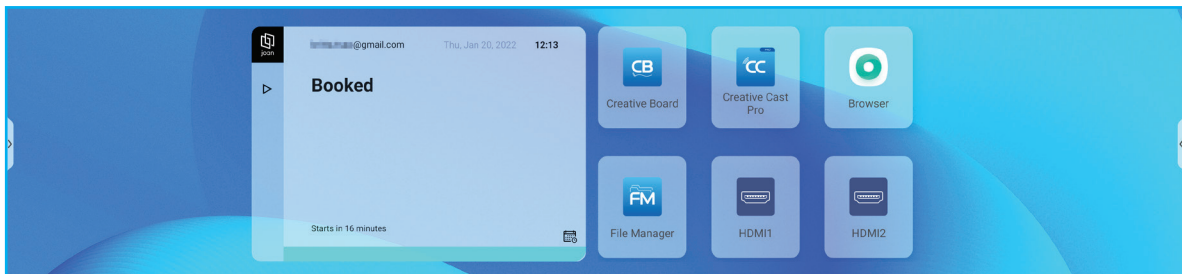 joan
@gmail.com
Thu, Jan 20, 2022
12:13
Booked
Starts in 16 minutes
CB
Creative Board
CC
Creative Cast
Pro
Browser
FM
File Manager
HDMI1
HDMI2